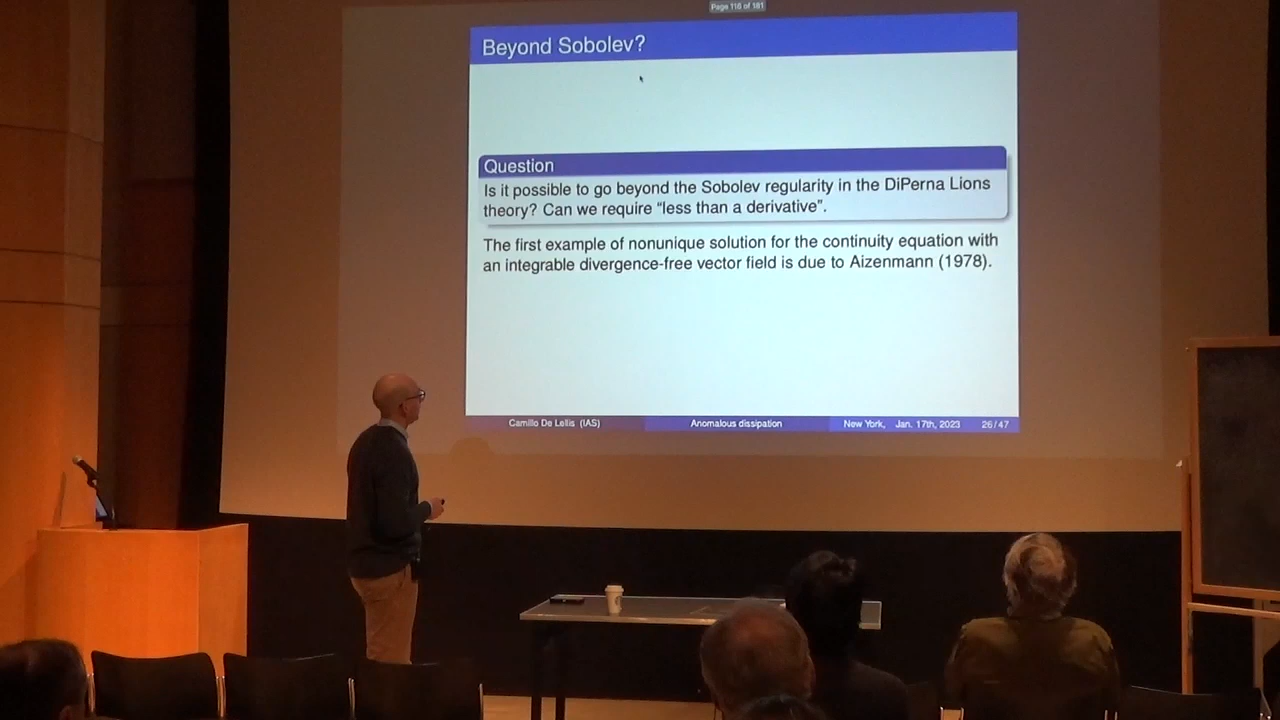 Page 116 of 181
Beyond Sobolev?
Question
Is it possible to go beyond the Sobolev regularity in the DiPerna Lions
theory? Can we require “less than a derivative”.
The first example of nonunique solution for the continuity equation with
an integrable divergence-free vector field is due to Aizenmann (1978).
Camillo De Lellis (IAS) Anomalous dissipation New York, Jan. 17th, 2023 26/47